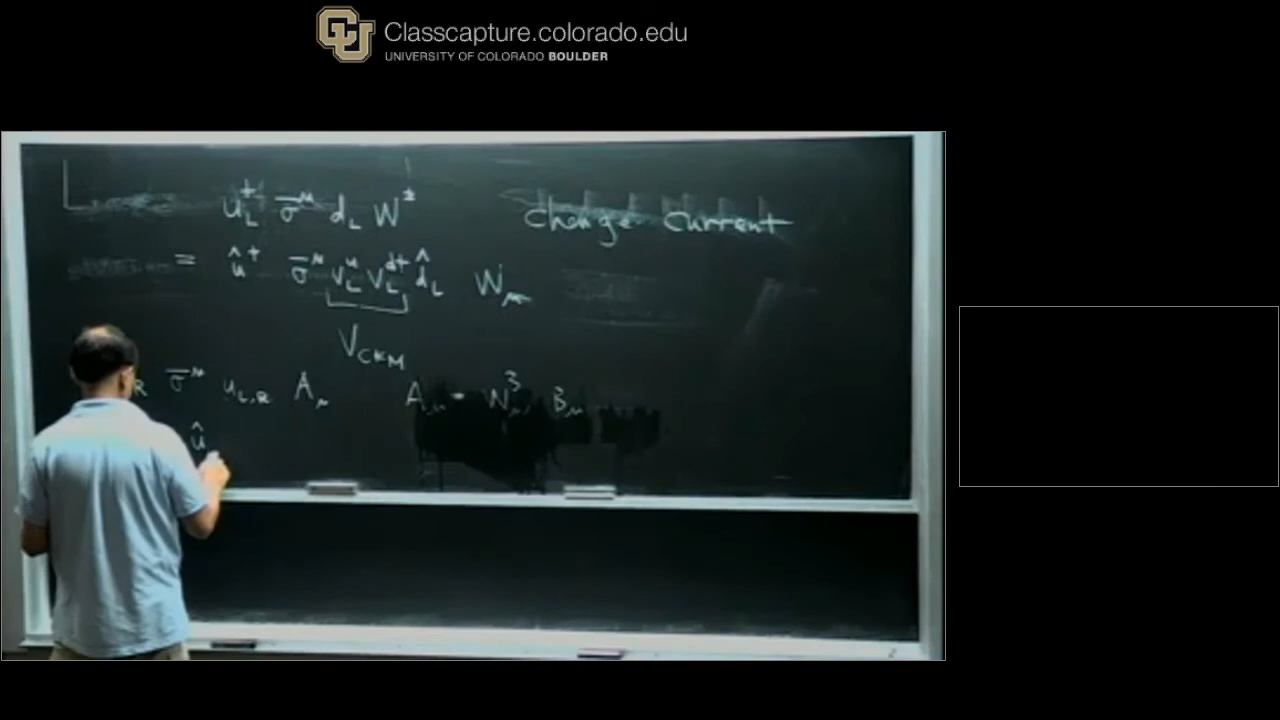 Classcapture.colorado.edu
UNIVERSITY OF COLORADO BOULDER
u_L^† σ̄^μ d_L W^± Change Current
= û^† σ̄^μ V_L^u V_L^{d†} d̂_L W_μ
V_CKM
R σ̄^μ u_{L,R} A_μ A_μ = W_μ^3, B_μ
û